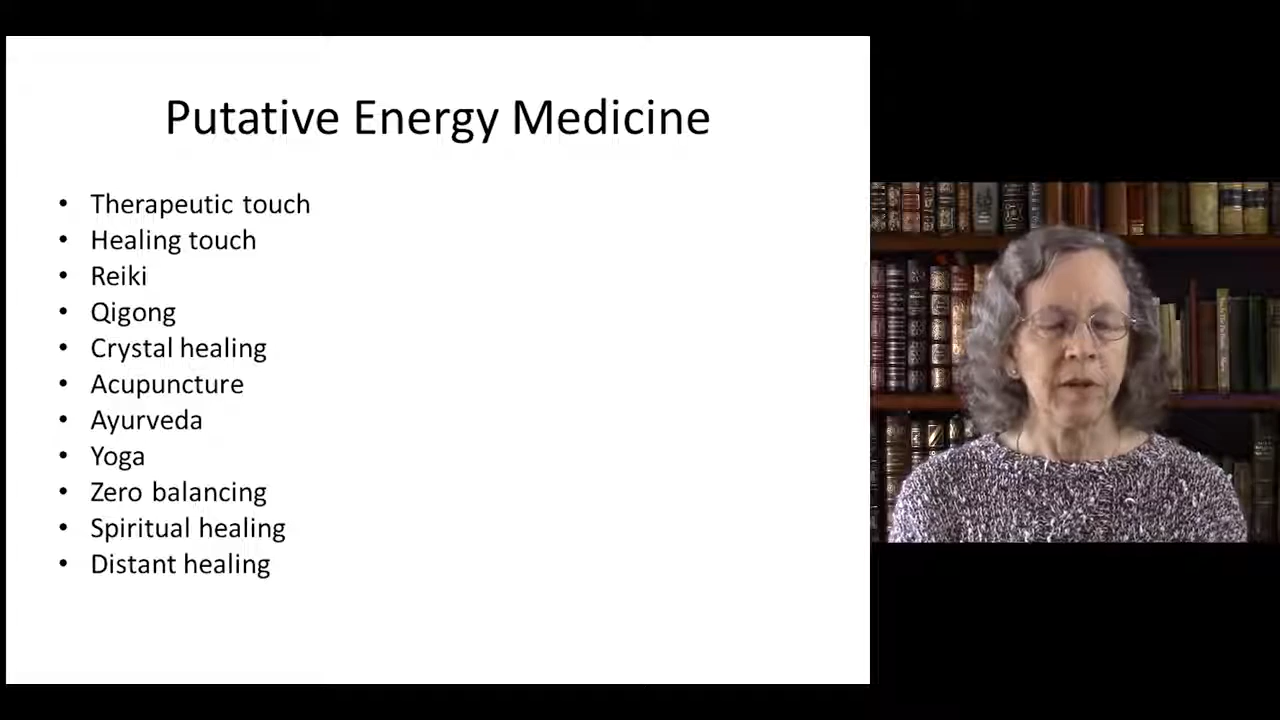 Putative Energy Medicine
• Therapeutic touch
• Healing touch
• Reiki
• Qigong
• Crystal healing
• Acupuncture
• Ayurveda
• Yoga
• Zero balancing
• Spiritual healing
• Distant healing